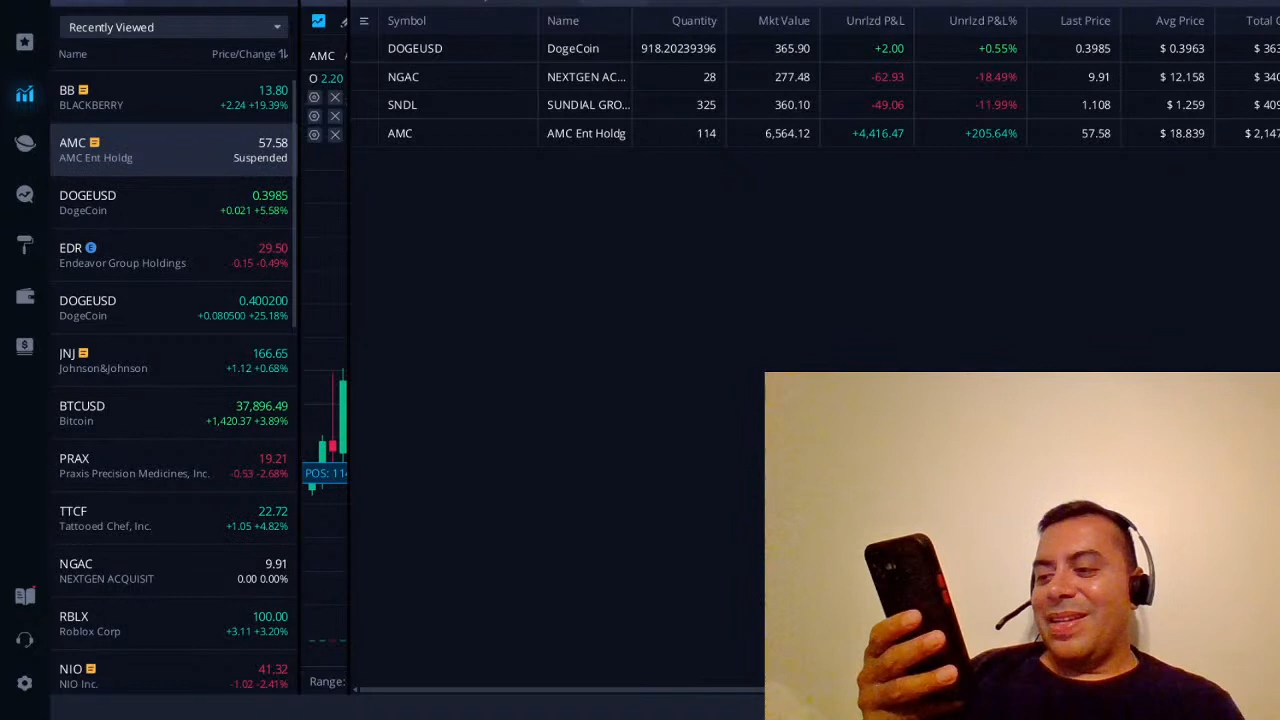 Recently Viewed
Name Price/Change
BB 13.80
BLACKBERRY +2.24 +19.39%
AMC 57.58
AMC Ent Holdg Suspended
DOGEUSD 0.3985
DogeCoin +0.021 +5.58%
EDR E 29.50
Endeavor Group Holdings -0.15 -0.49%
DOGEUSD 0.400200
DogeCoin +0.080500 +25.18%
JNJ 166.65
Johnson&Johnson +1.12 +0.68%
BTCUSD 37,896.49
Bitcoin +1,420.37 +3.89%
PRAX 19.21
Praxis Precision Medicines, Inc. -0.53 -2.68%
TTCF 22.72
Tattooed Chef, Inc. +1.05 +4.82%
NGAC 9.91
NEXTGEN ACQUISIT 0.00 0.00%
RBLX 100.00
Roblox Corp +3.11 +3.20%
NIO 41.32
NIO Inc. -1.02 -2.41%
AMC
O 2.20
POS: 114
Range:
Symbol Name Quantity Mkt Value Unrlzd P&L Unrlzd P&L% Last Price Avg Price Total C
DOGEUSD DogeCoin 918.20239396 365.90 +2.00 +0.55% 0.3985 $ 0.3963 $ 363
NGAC NEXTGEN AC... 28 277.48 -62.93 -18.49% 9.91 $ 12.158 $ 340
SNDL SUNDIAL GRO... 325 360.10 -49.06 -11.99% 1.108 $ 1.259 $ 409
AMC AMC Ent Holdg 114 6,564.12 +4,416.47 +205.64% 57.58 $ 18.839 $ 2,147